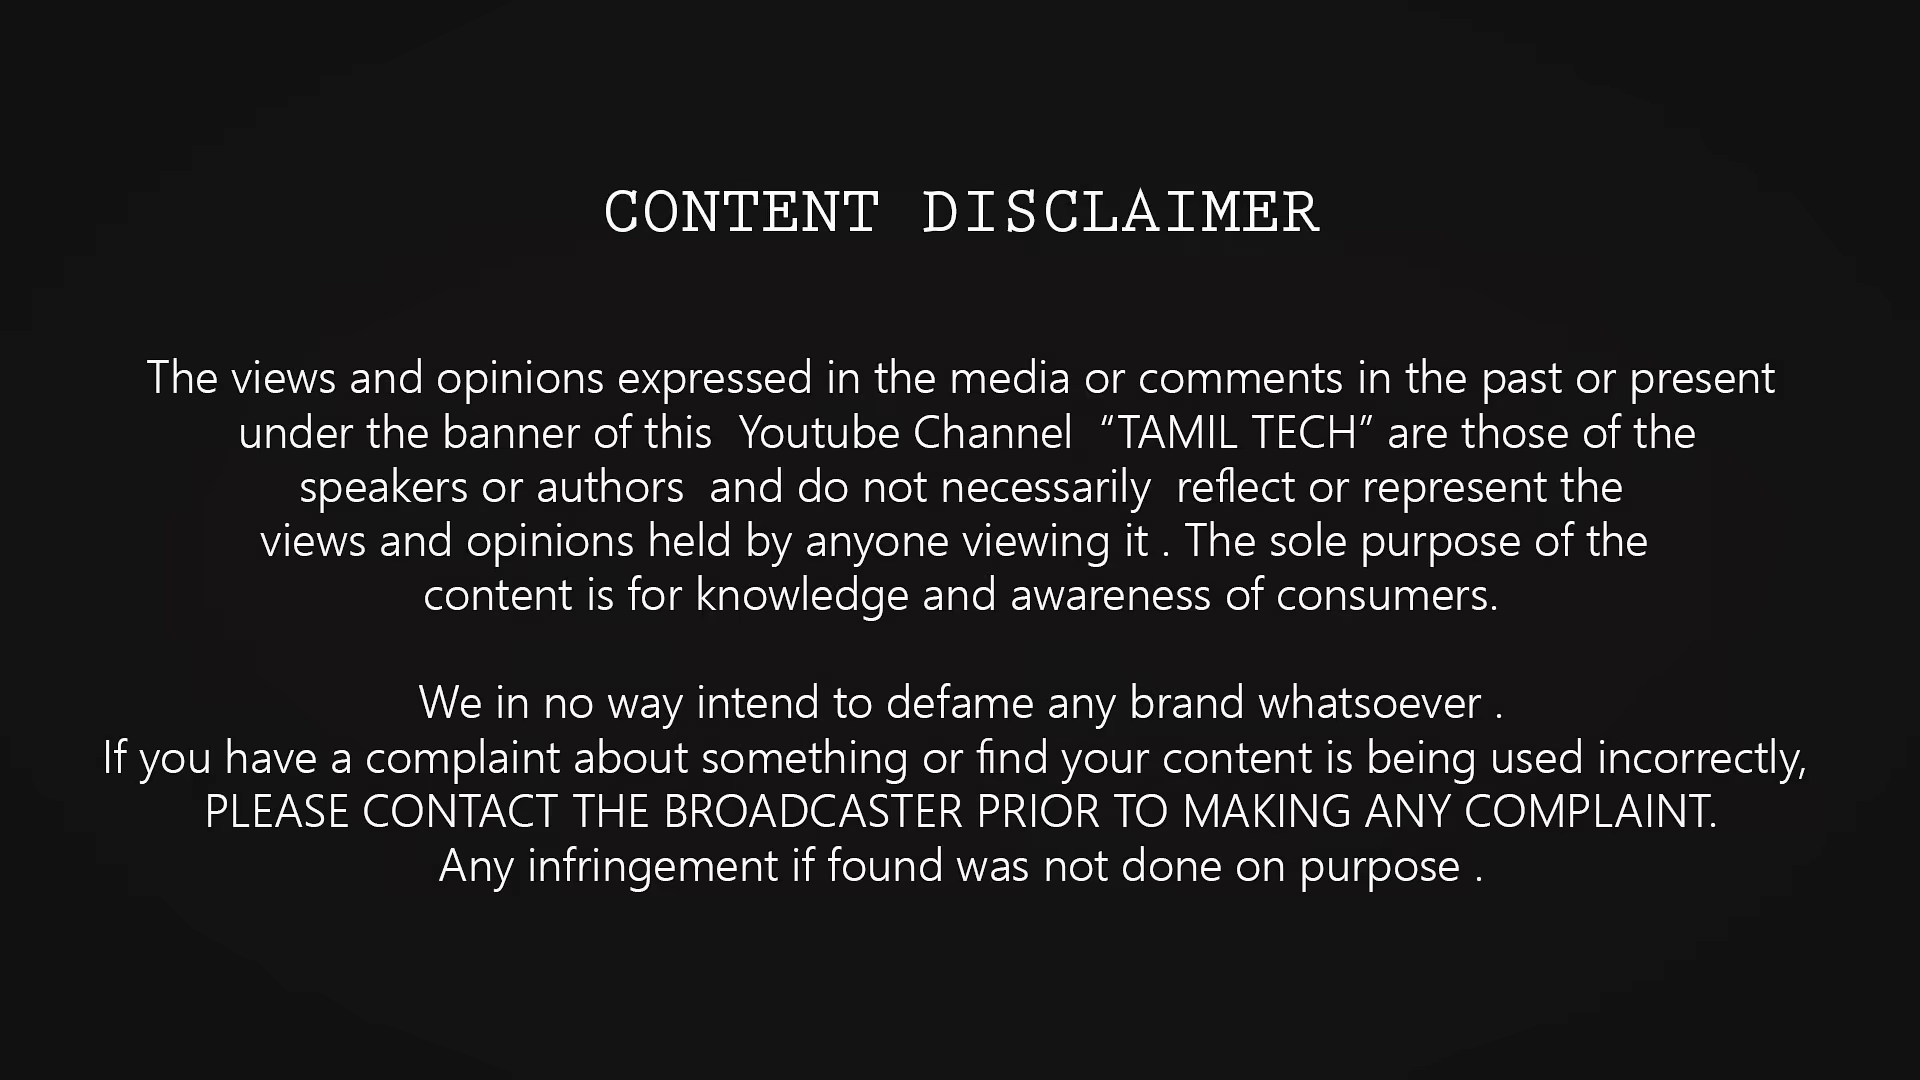 CONTENT DISCLAIMER
The views and opinions expressed in the media or comments in the past or present
under the banner of this  Youtube Channel  “TAMIL TECH” are those of the
speakers or authors  and do not necessarily  reflect or represent the
views and opinions held by anyone viewing it . The sole purpose of the
content is for knowledge and awareness of consumers.
We in no way intend to defame any brand whatsoever .
If you have a complaint about something or find your content is being used incorrectly,
PLEASE CONTACT THE BROADCASTER PRIOR TO MAKING ANY COMPLAINT.
Any infringement if found was not done on purpose .